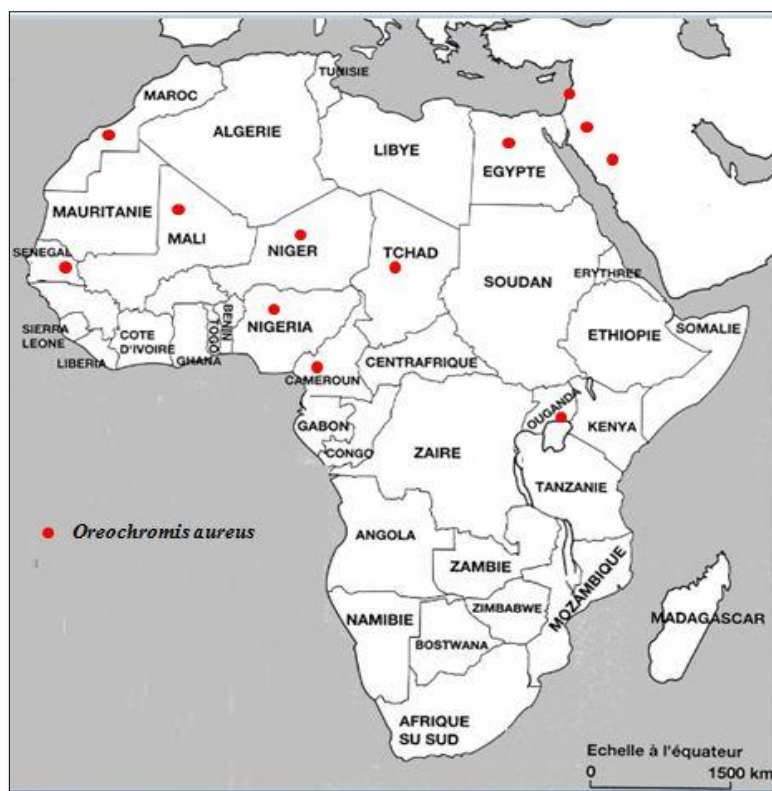 TUNISIE
MAROC
ALGERIE
LIBYE
EGYPTE
MAURITANIE
MALI
NIGER
TCHAD
SENEGAL
SOUDAN
ERYTHREE
SIERRA
LEONE
COTE
D'IVOIRE
LIBERIA
GHANA
TOGO
BENIN
NIGERIA
CAMEROUN
CENTRAFRIQUE
ETHIOPIE
SOMALIE
GABON
CONGO
ZAIRE
OUGANDA
KENYA
TANZANIE
Oreochromis aureus
ANGOLA
ZAMBIE
MOZAMBIQUE
MADAGASCAR
NAMIBIE
ZIMBABWE
BOSTWANA
AFRIQUE
SU SUD
Echelle à l'équateur
0 1500 km